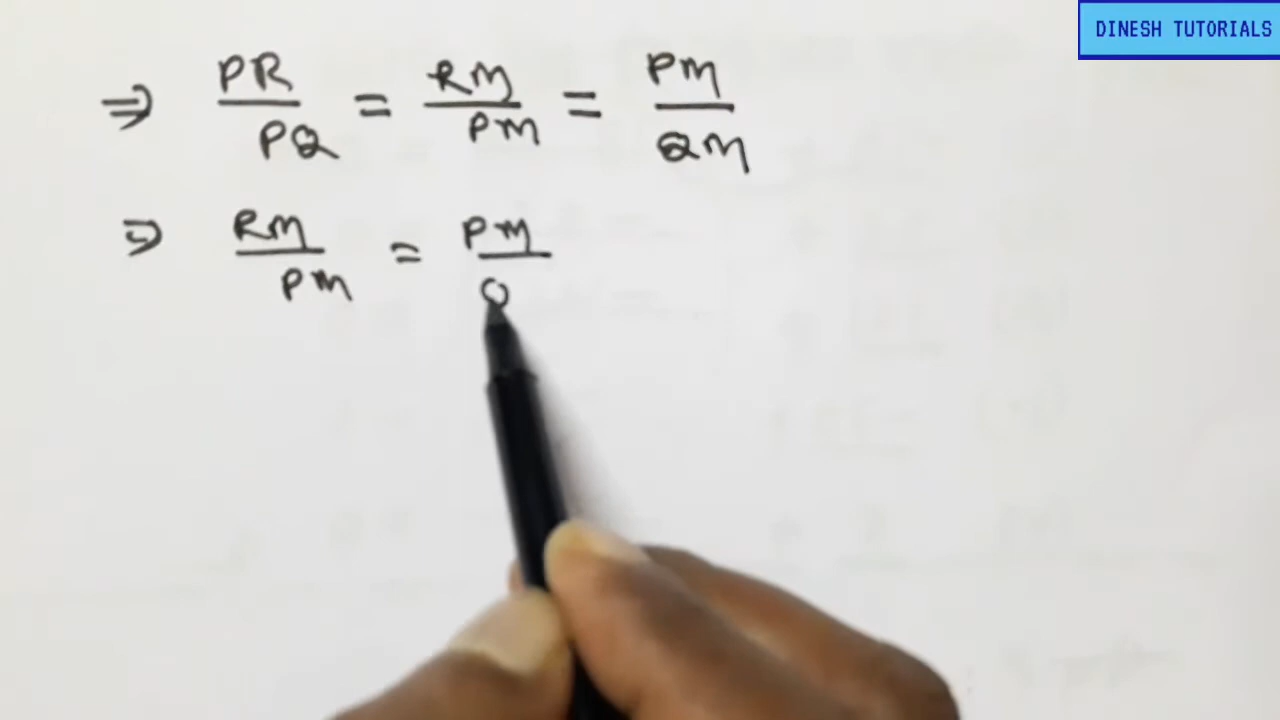 DINESH TUTORIALS
⇒ PR/PQ = RM/PM = PM/QM
⇒ RM/PM = PM/Q